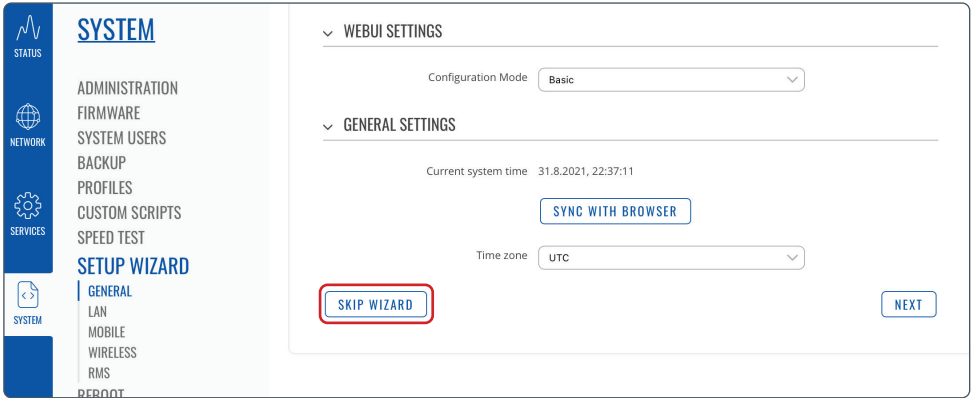 STATUS
NETWORK
SERVICES
SYSTEM
SYSTEM
ADMINISTRATION
FIRMWARE
SYSTEM USERS
BACKUP
PROFILES
CUSTOM SCRIPTS
SPEED TEST
SETUP WIZARD
GENERAL
LAN
MOBILE
WIRELESS
RMS
REBOOT
WEBUI SETTINGS
Configuration Mode Basic
GENERAL SETTINGS
Current system time 31.8.2021, 22:37:11
SYNC WITH BROWSER
Time zone UTC
SKIP WIZARD NEXT